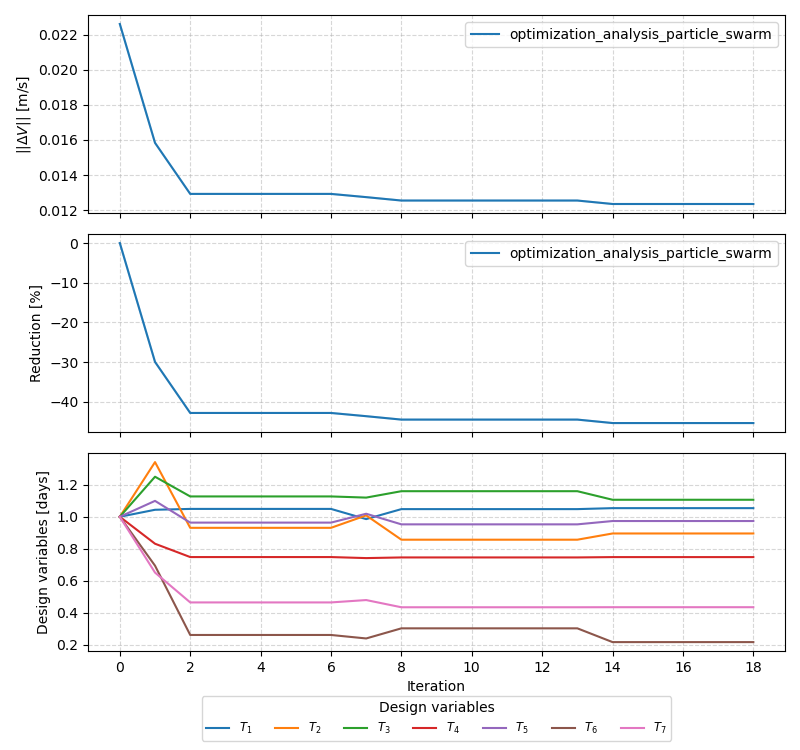 0.022
0.020
0.018
0.016
0.014
0.012
||ΔV|| [m/s]
optimization_analysis_particle_swarm
0
−10
−20
−30
−40
Reduction [%]
optimization_analysis_particle_swarm
1.2
1.0
0.8
0.6
0.4
0.2
Design variables [days]
0 2 4 6 8 10 12 14 16 18
Iteration
Design variables
T₁ T₂ T₃ T₄ T₅ T₆ T₇